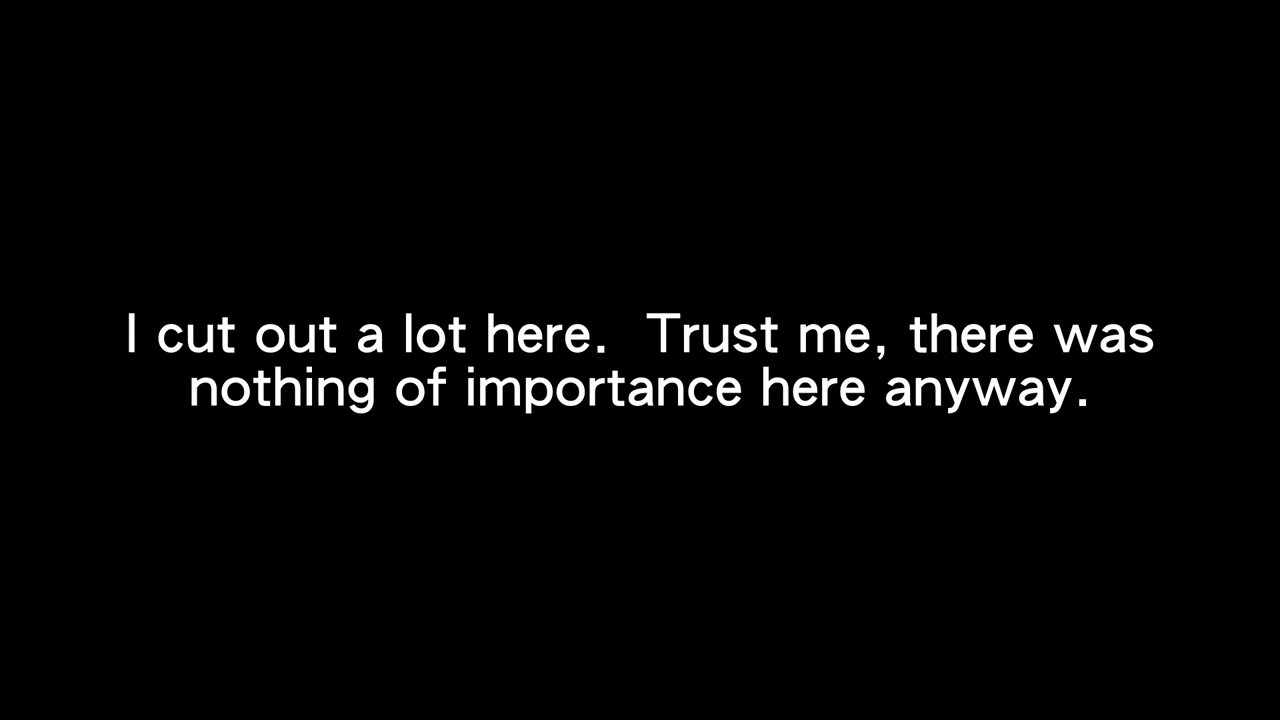 I cut out a lot here.  Trust me, there was
nothing of importance here anyway.